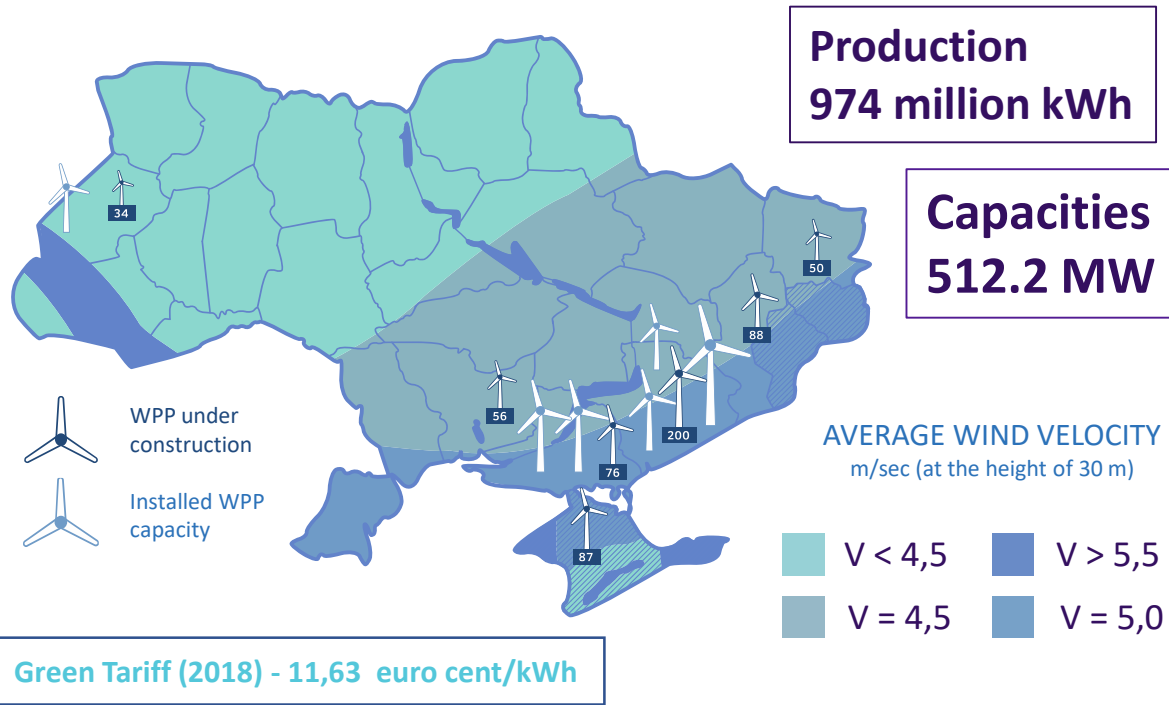 Production
974 million kWh
Capacities
512.2 MW
34
50
88
56
200
76
87
WPP under
construction
Installed WPP
capacity
AVERAGE WIND VELOCITY
m/sec (at the height of 30 m)
V < 4,5
V > 5,5
V = 4,5
V = 5,0
Green Tariff (2018) - 11,63 euro cent/kWh